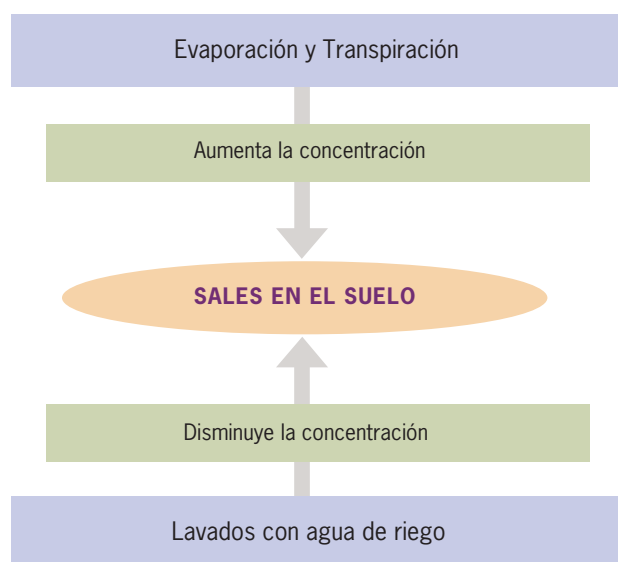 Evaporación y Transpiración
Aumenta la concentración
SALES EN EL SUELO
Disminuye la concentración
Lavados con agua de riego